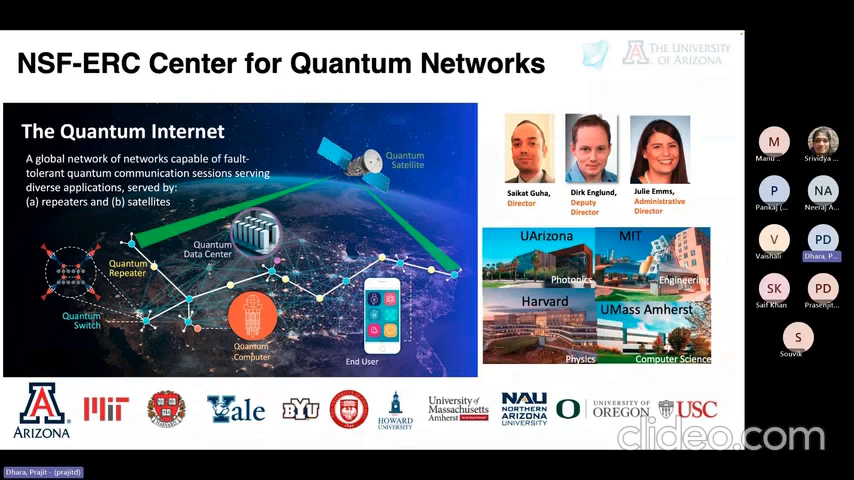 NSF-ERC Center for Quantum Networks
THE UNIVERSITY
OF ARIZONA
The Quantum Internet
A global network of networks capable of fault-
tolerant quantum communication sessions serving
diverse applications, served by:
(a) repeaters and (b) satellites
Quantum
Satellite
Quantum
Data Center
Quantum
Repeater
Quantum
Switch
Quantum
Computer
End User
Saikat Guha,
Director
Dirk Englund,
Deputy
Director
Julie Emms,
Administrative
Director
UArizona
Photonics
MIT
Engineering
Harvard
Physics
UMass Amherst
Computer Science
ARIZONA
MIT
HARVARD
Yale
BYU
HOWARD
UNIVERSITY
University of
Massachusetts
Amherst
NAU
NORTHERN
ARIZONA
UNIVERSITY
O
UNIVERSITY OF
OREGON
USC
clideo.com
M
Manu ..
Srividya ...
P
Pankaj (...
NA
Neeraj A...
V
Vaishali
PD
Dhara, P...
SK
Saif Khan
PD
Prasenjit...
S
Souvik
Dhara, Prajit - (prajitd)